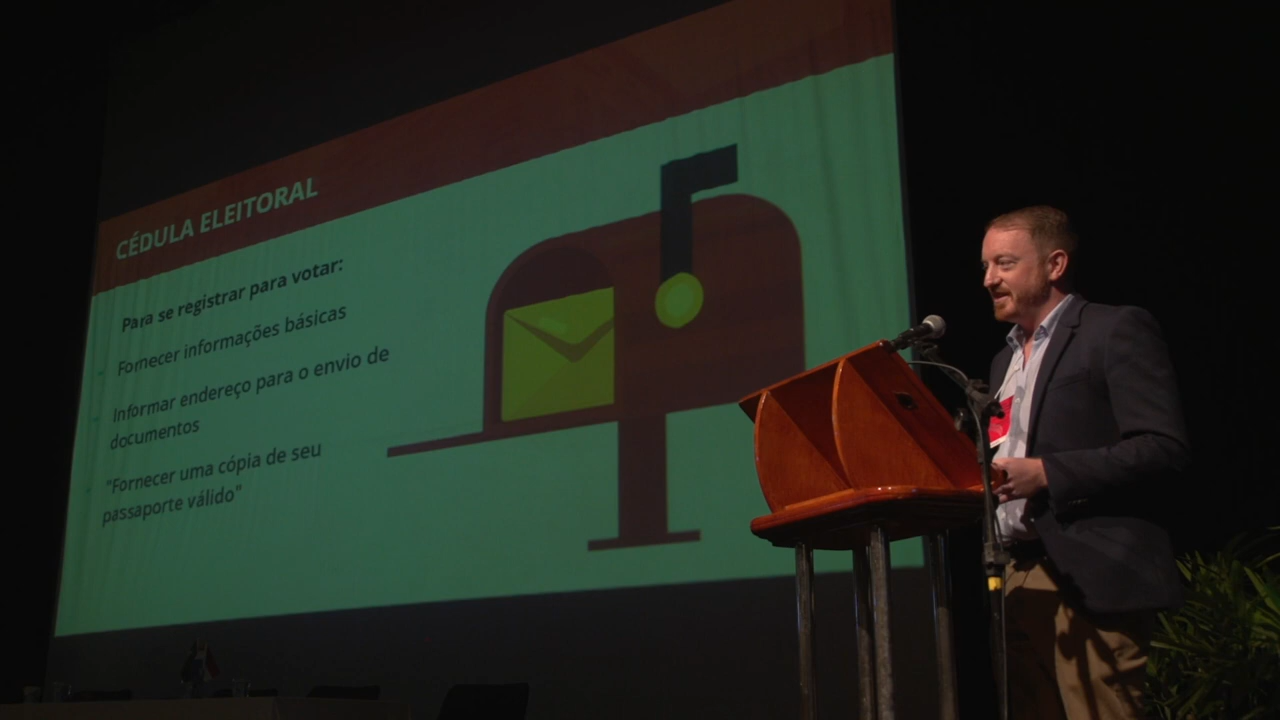 CÉDULA ELEITORAL
Para se registrar para votar:
Fornecer informações básicas
Informar endereço para o envio de
documentos
"Fornecer uma cópia de seu
passaporte válido"